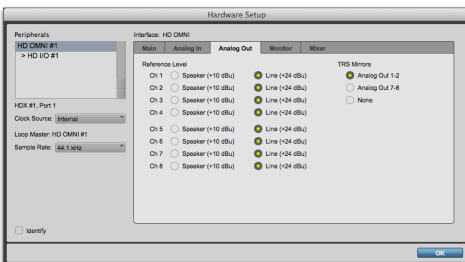 Hardware Setup
Peripherals
HD OMNI #1
> HD I/O #1
HDX #1, Port 1
Clock Source: Internal
Loop Master: HD OMNI #1
Sample Rate: 44.1 kHz
Identify
Interface: HD OMNI
Main Analog In Analog Out Monitor Mixer
Reference Level
Ch 1 Speaker (+10 dBu) Line (+24 dBu)
Ch 2 Speaker (+10 dBu) Line (+24 dBu)
Ch 3 Speaker (+10 dBu) Line (+24 dBu)
Ch 4 Speaker (+10 dBu) Line (+24 dBu)
Ch 5 Speaker (+10 dBu) Line (+24 dBu)
Ch 6 Speaker (+10 dBu) Line (+24 dBu)
Ch 7 Speaker (+10 dBu) Line (+24 dBu)
Ch 8 Speaker (+10 dBu) Line (+24 dBu)
TRS Mirrors
Analog Out 1-2
Analog Out 7-8
None
OK